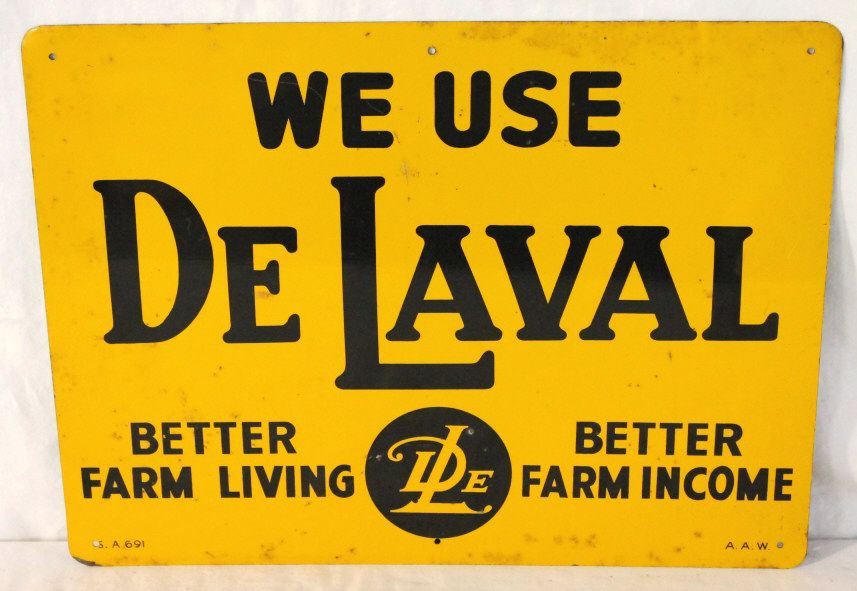 WE USE
DE LAVAL
BETTER
FARM LIVING
DLE
BETTER
FARM INCOME
S. A 691
A. A. W.